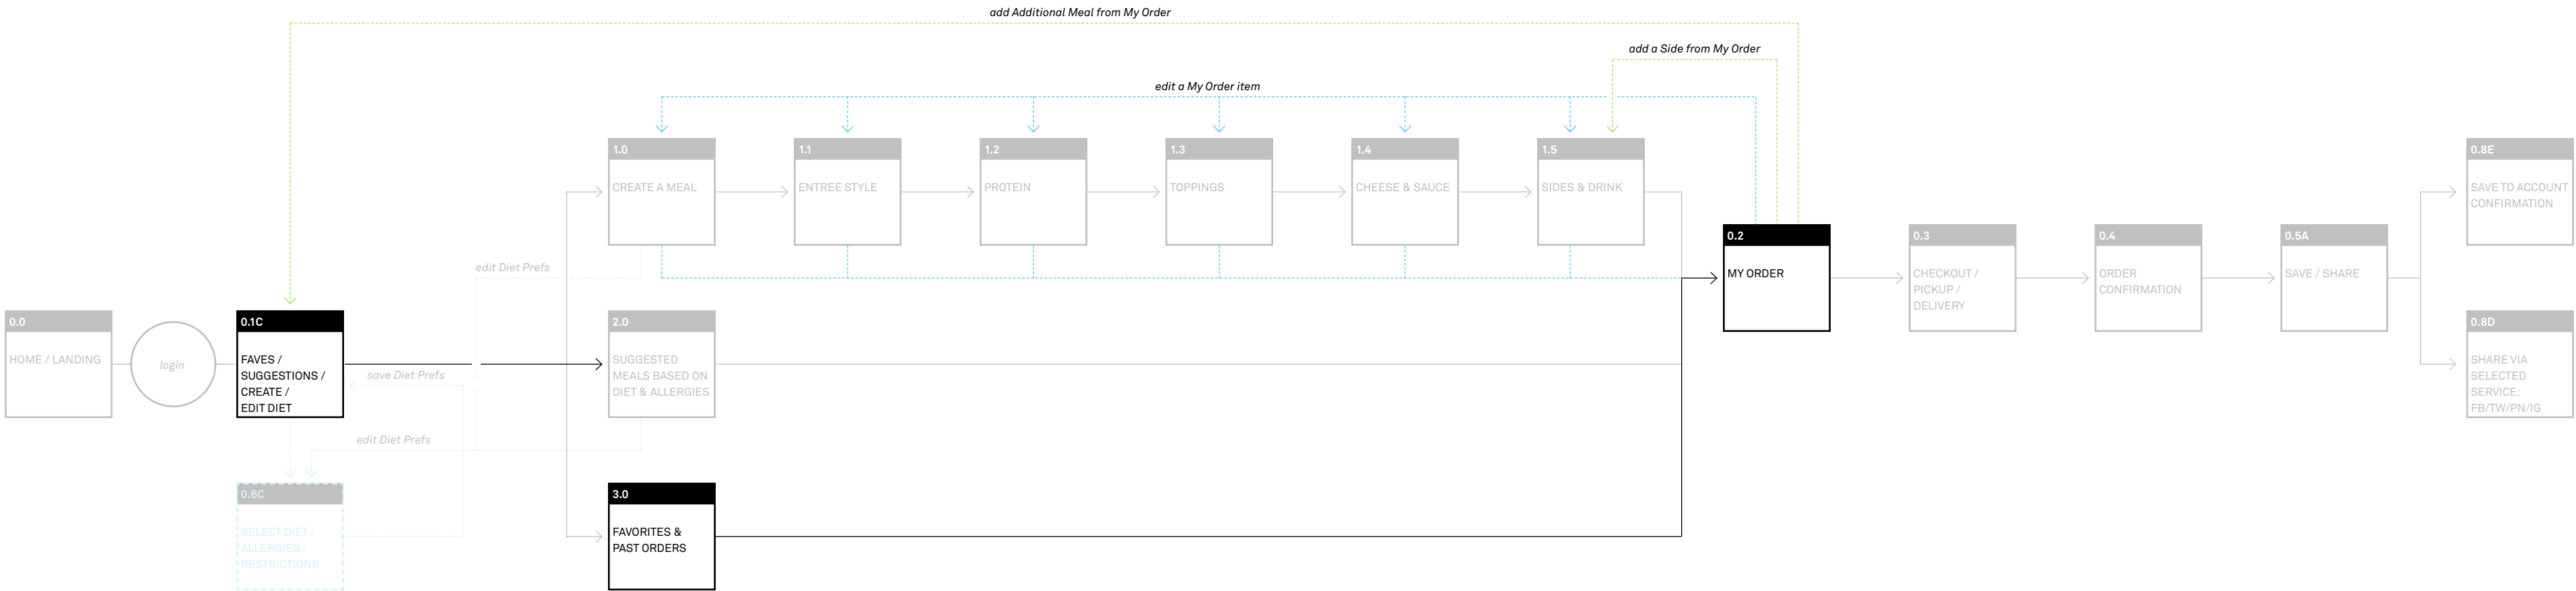 add Additional Meal from My Order
add a Side from My Order
edit a My Order item
1.0
CREATE A MEAL
1.1
ENTREE STYLE
1.2
PROTEIN
1.3
TOPPINGS
1.4
CHEESE & SAUCE
1.5
SIDES & DRINK
0.8E
SAVE TO ACCOUNT
CONFIRMATION
0.2
MY ORDER
0.3
CHECKOUT /
PICKUP /
DELIVERY
0.4
ORDER
CONFIRMATION
0.5A
SAVE / SHARE
edit Diet Prefs
0.0
HOME / LANDING
login
0.1C
FAVES /
SUGGESTIONS /
CREATE /
EDIT DIET
save Diet Prefs
2.0
SUGGESTED
MEALS BASED ON
DIET & ALLERGIES
0.8D
SHARE VIA
SELECTED
SERVICE:
FB/TW/PN/IG
edit Diet Prefs
0.6C
SELECT DIET /
ALLERGIES /
RESTRICTIONS
3.0
FAVORITES &
PAST ORDERS